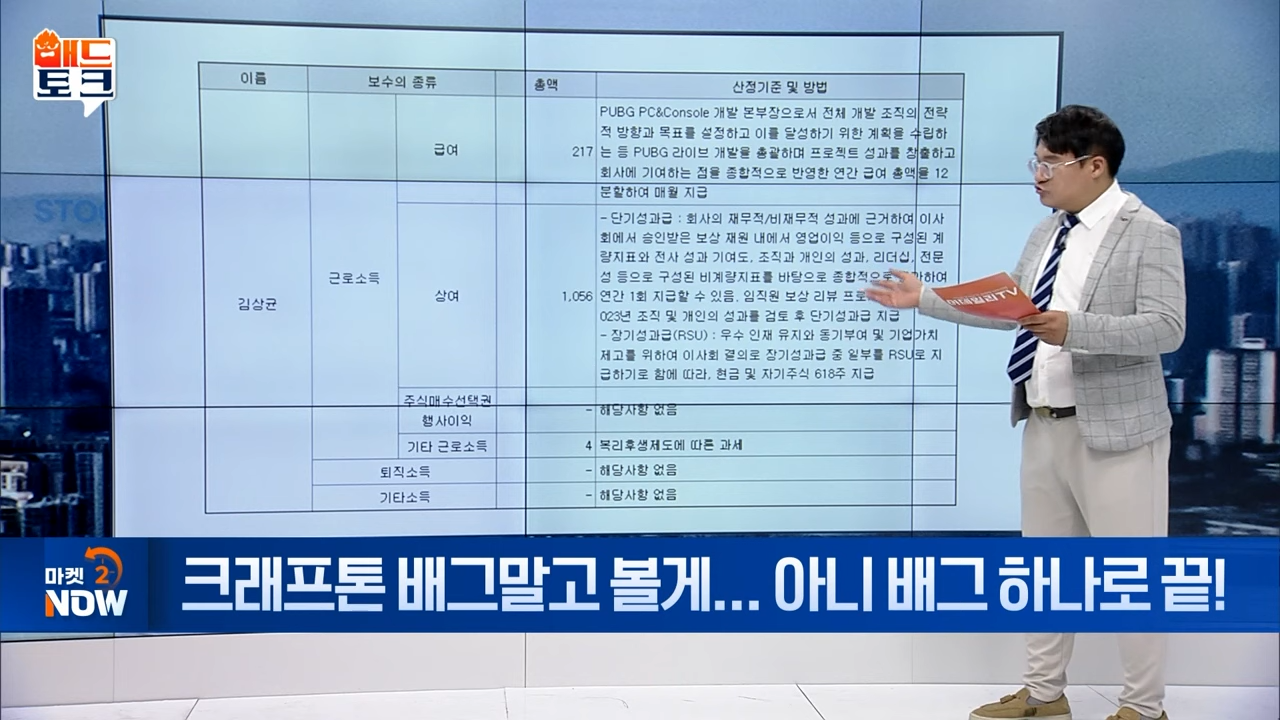 배드
토크
이름
보수의 종류
총액
산정기준 및 방법
김상균
근로소득
급여
217
PUBG PC&Console 개발 본부장으로서 전체 개발 조직의 전략
적 방향과 목표를 설정하고 이를 달성하기 위한 계획을 수립하
는 등 PUBG 라이브 개발을 총괄하며 프로젝트 성과를 창출하고
회사에 기여하는 점을 종합적으로 반영한 연간 급여 총액을 12
분할하여 매월 지급
상여
1,056
- 단기성과급 : 회사의 재무적/비재무적 성과에 근거하여 이사
회에서 승인받은 보상 재원 내에서 영업이익 등으로 구성된 계
량지표와 전사 성과 기여도, 조직과 개인의 성과, 리더십, 전문
성 등으로 구성된 비계량지표를 바탕으로 종합적으로 하여
연간 1회 지급할 수 있음. 임직원 보상 리뷰
023년 조직 및 개인의 성과를 검토 후 단기성과급 지급
- 장기성과급(RSU) : 우수 인재 유지와 동기부여 및 기업가치
제고를 위하여 이사회 결의로 장기성과급 중 일부를 RSU로 지
급하기로 함에 따라, 현금 및 자기주식 618주 지급
주식매수선택권
행사이익
-
해당사항 없음
기타 근로소득
4
복리후생제도에 따른 과세
퇴직소득
-
해당사항 없음
기타소득
-
해당사항 없음
이데일리TV
마켓 2
NOW
크래프톤 배그말고 볼게... 아니 배그 하나로 끝!